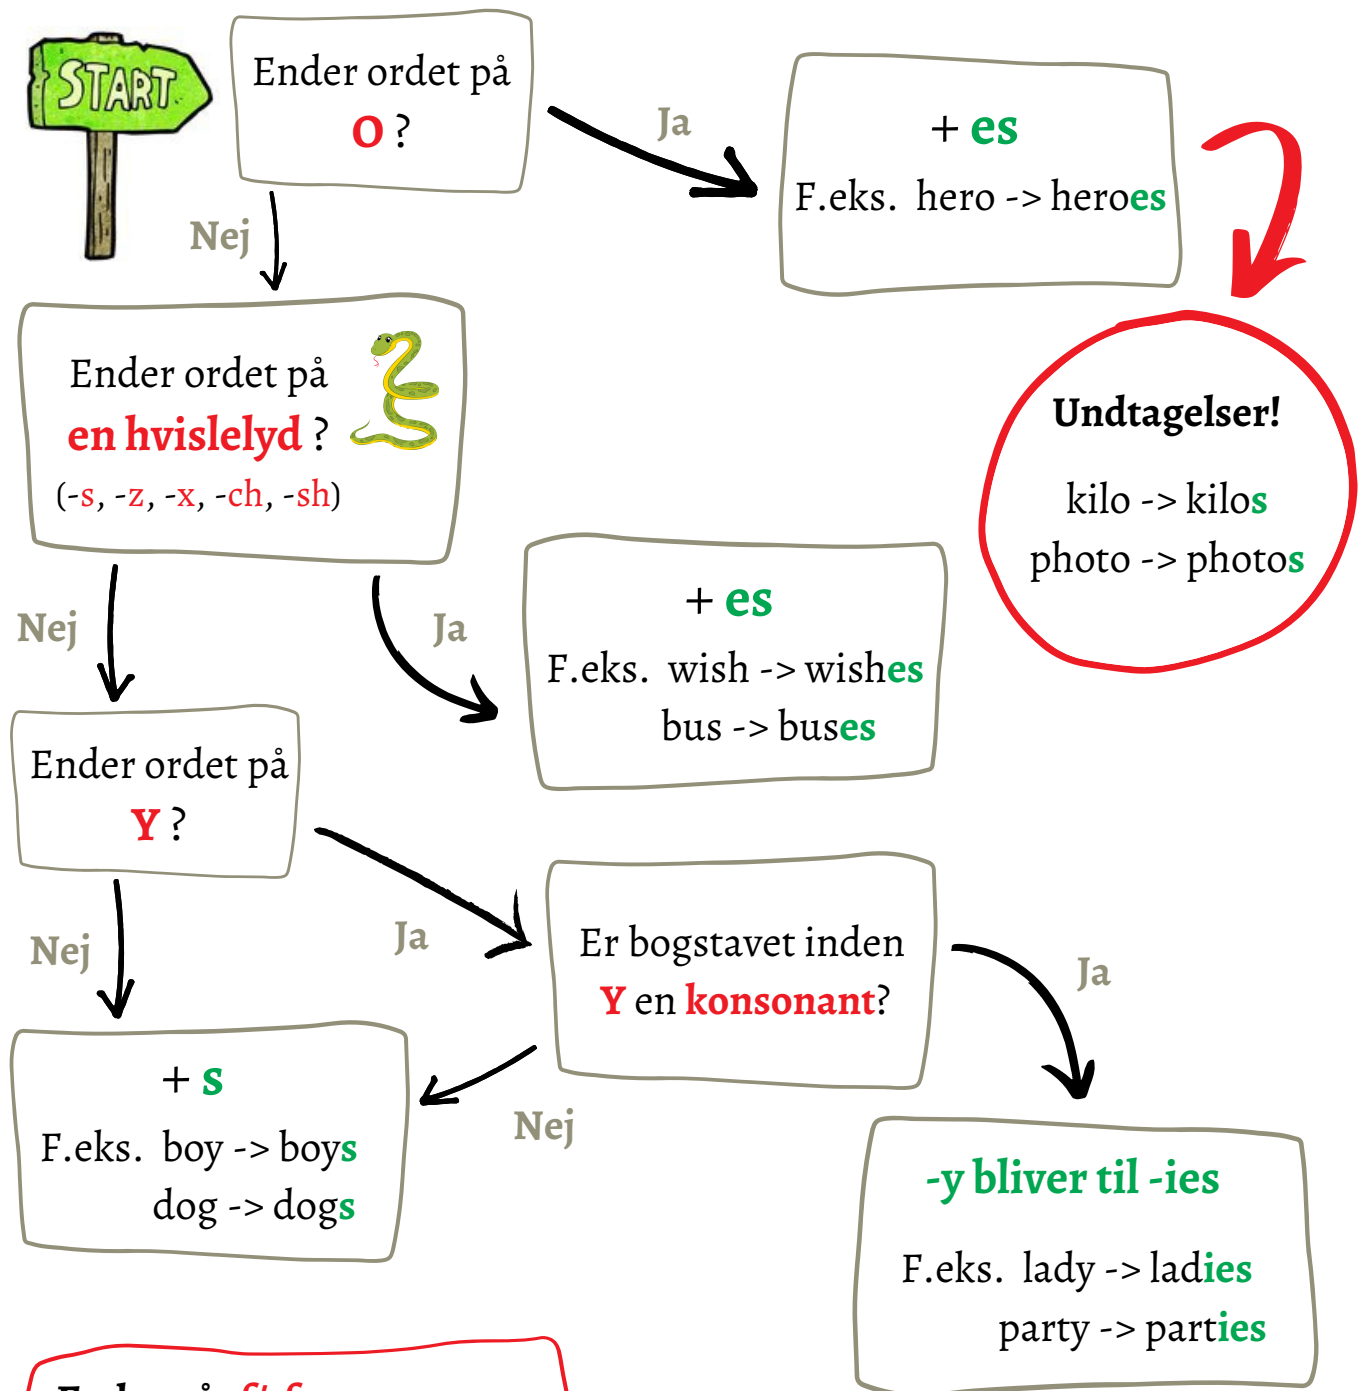 START
Ender ordet på
O ?
Ja
+ es
F.eks. hero -> heroes
Nej
Undtagelser!
kilo -> kilos
photo -> photos
Ender ordet på
en hvislelyd ?
(-s, -z, -x, -ch, -sh)
Nej
Ja
+ es
F.eks. wish -> wishes
bus -> buses
Ender ordet på
Y ?
Nej
Ja
Er bogstavet inden
Y en konsonant?
Ja
Nej
+ s
F.eks. boy -> boys
dog -> dogs
-y bliver til -ies
F.eks. lady -> ladies
party -> parties